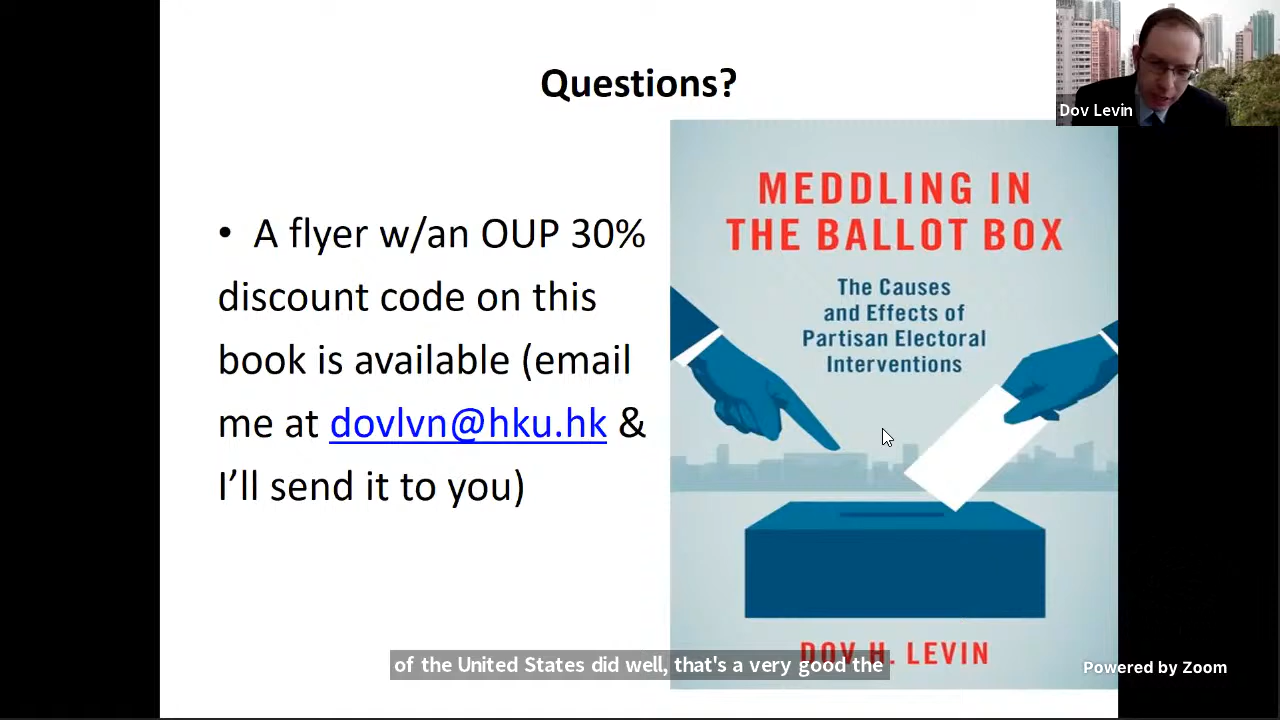 Questions?
Dov Levin
• A flyer w/an OUP 30%
discount code on this
book is available (email
me at dovlvn@hku.hk &
I’ll send it to you)
MEDDLING IN
THE BALLOT BOX
The Causes
and Effects of
Partisan Electoral
Interventions
DOV H. LEVIN
of the United States did well, that's a very good the
Powered by Zoom